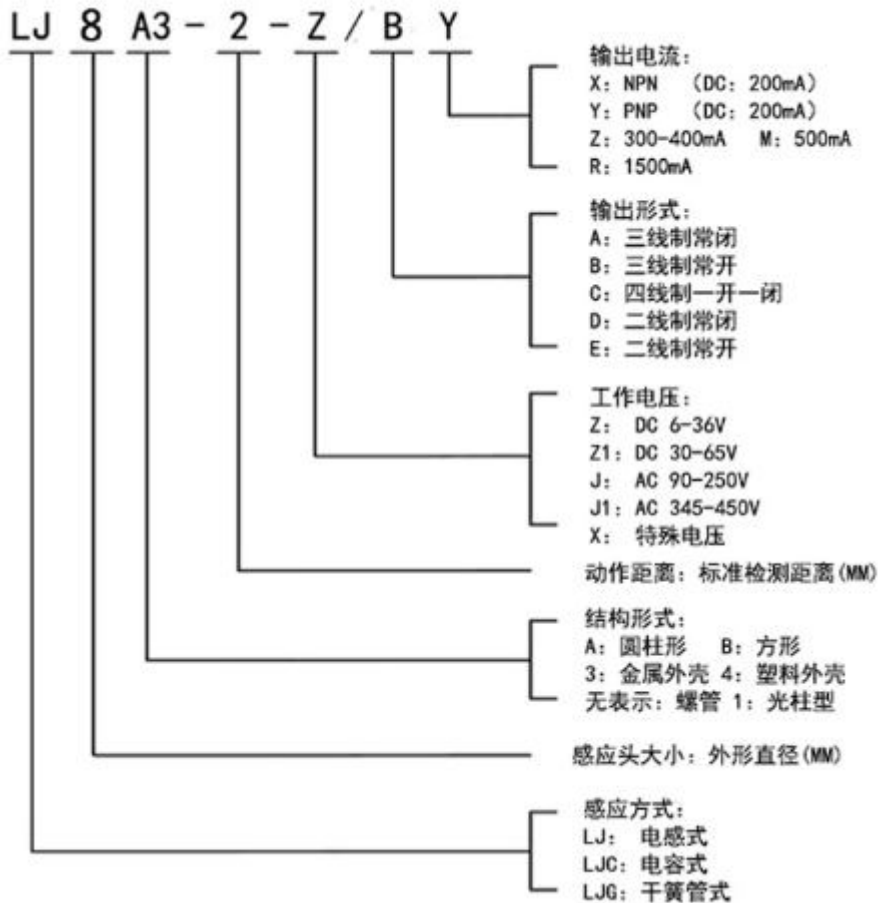 LJ 8 A3 - 2 - Z / B Y
输出电流:
X: NPN （DC: 200mA）
Y: PNP （DC: 200mA）
Z: 300-400mA M: 500mA
R: 1500mA
输出形式:
A: 三线制常闭
B: 三线制常开
C: 四线制一开一闭
D: 二线制常闭
E: 二线制常开
工作电压:
Z: DC 6-36V
Z1: DC 30-65V
J: AC 90-250V
J1: AC 345-450V
X: 特殊电压
动作距离: 标准检测距离(MM)
结构形式:
A: 圆柱形 B: 方形
3: 金属外壳 4: 塑料外壳
无表示: 螺管 1: 光柱型
感应头大小: 外形直径(MM)
感应方式:
LJ: 电感式
LJC: 电容式
LJG: 干簧管式